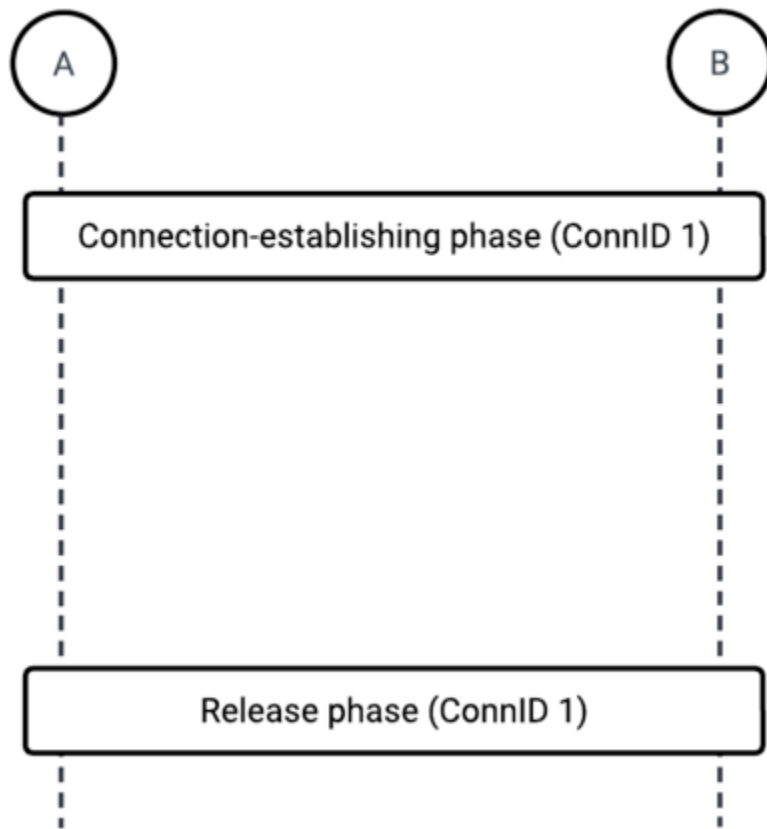 A
B
Connection-establishing phase (ConnID 1)
Release phase (ConnID 1)